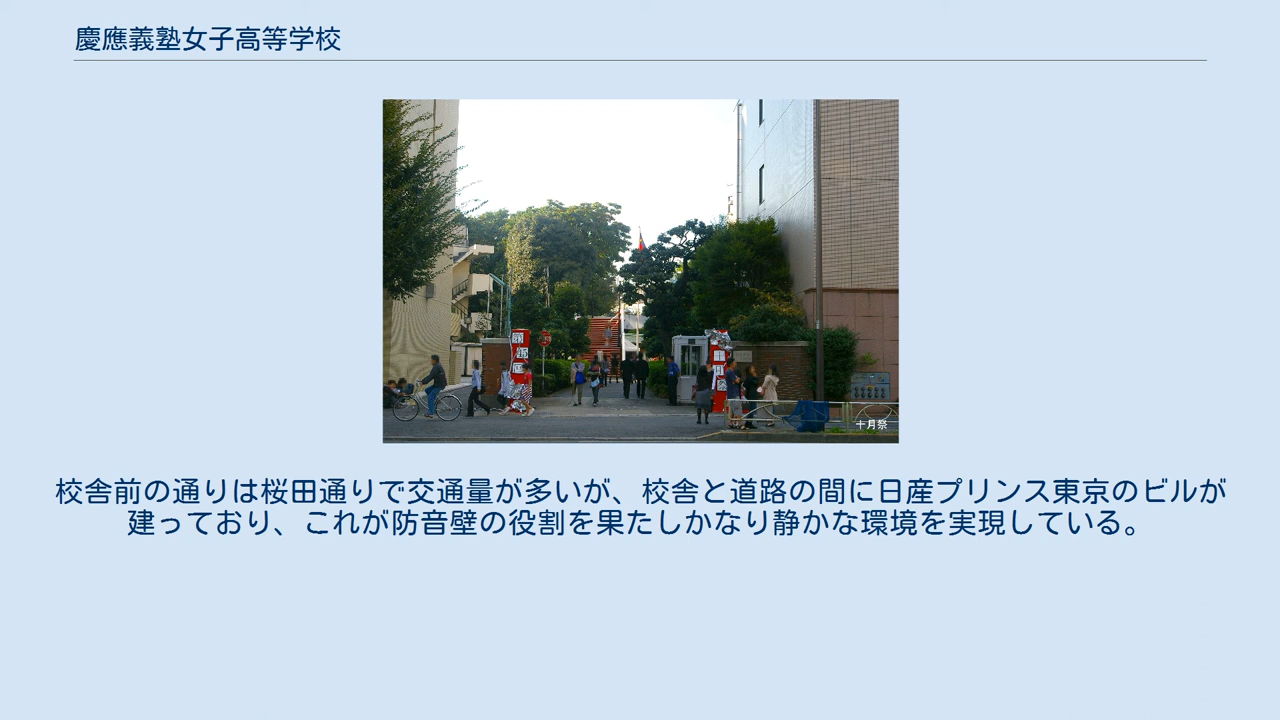 慶應義塾女子高等学校
十月祭
校舎前の通りは桜田通りで交通量が多いが、校舎と道路の間に日産プリンス東京のビルが
建っており、これが防音壁の役割を果たしかなり静かな環境を実現している。